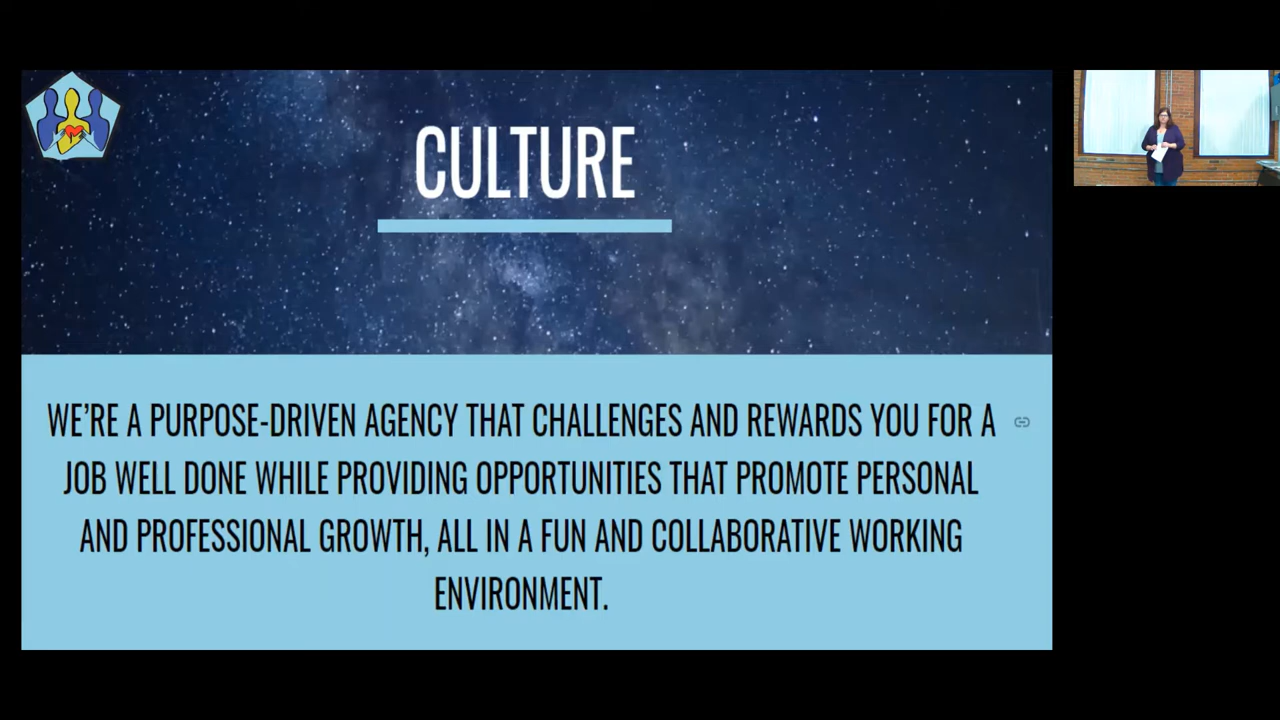 CULTURE
WE'RE A PURPOSE-DRIVEN AGENCY THAT CHALLENGES AND REWARDS YOU FOR A
JOB WELL DONE WHILE PROVIDING OPPORTUNITIES THAT PROMOTE PERSONAL
AND PROFESSIONAL GROWTH, ALL IN A FUN AND COLLABORATIVE WORKING
ENVIRONMENT.